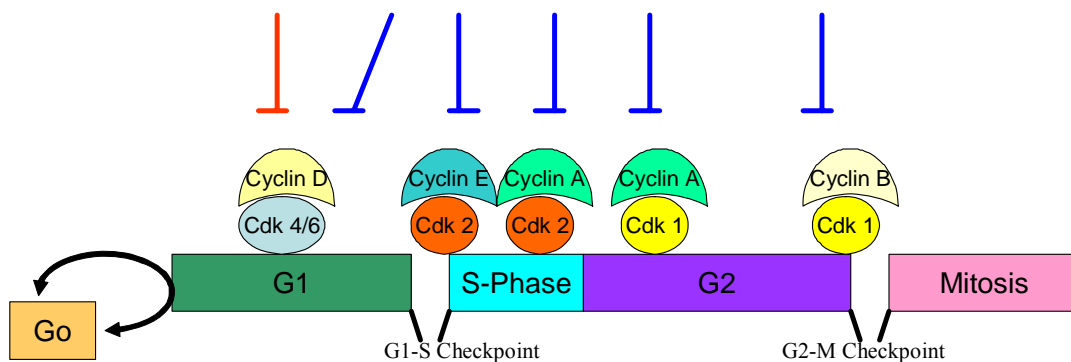 Cyclin D
Cyclin E
Cyclin A
Cyclin A
Cyclin B
Cdk 4/6
Cdk 2
Cdk 2
Cdk 1
Cdk 1
G1
S-Phase
G2
Mitosis
Go
G1-S Checkpoint
G2-M Checkpoint